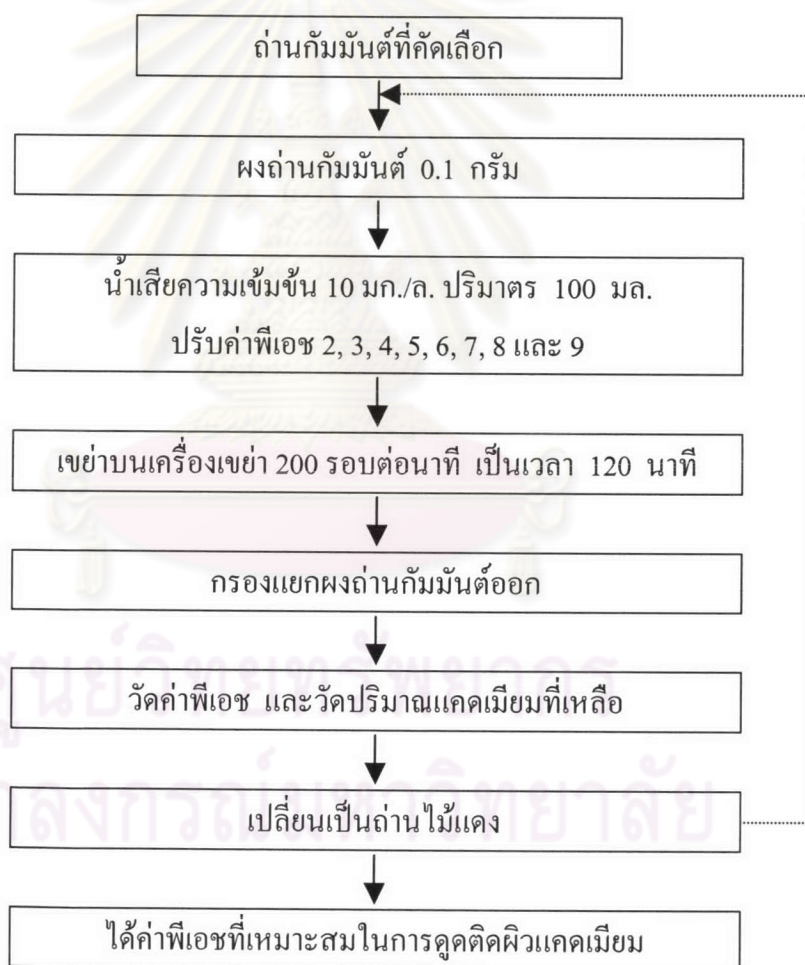 ถ่านกัมมันต์ที่คัดเลือก
ผงถ่านกัมมันต์ 0.1 กรัม
น้ำเสียความเข้มข้น 10 มก./ล. ปริมาตร 100 มล.
ปรับค่าพีเอช 2, 3, 4, 5, 6, 7, 8 และ 9
เขย่าบนเครื่องเขย่า 200 รอบต่อนาที เป็นเวลา 120 นาที
กรองแยกผงถ่านกัมมันต์ออก
วัดค่าพีเอช และวัดปริมาณแคดเมียมที่เหลือ
เปลี่ยนเป็นถ่านไม้แดง
ได้ค่าพีเอชที่เหมาะสมในการดูดติดผิวแคดเมียม